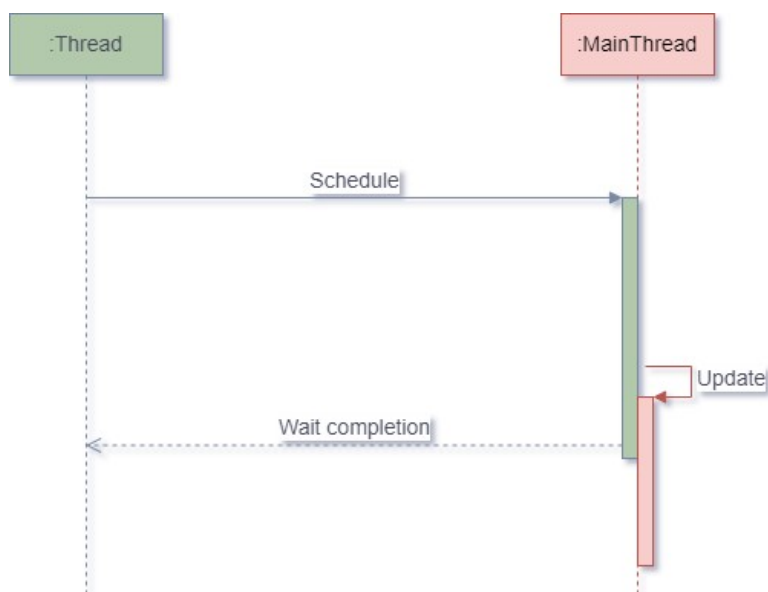 :Thread
:MainThread
Schedule
Update
Wait completion